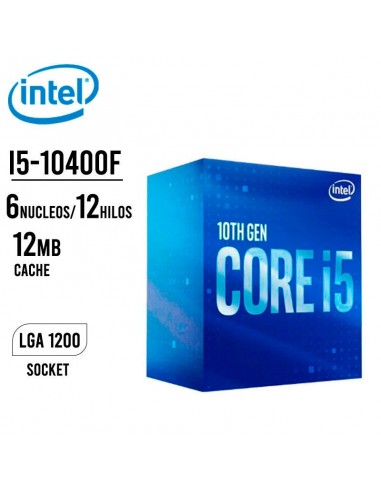 intel
I5-10400F
6NUCLEOS/12HILOS
12MB
CACHE
LGA 1200
SOCKET
intel
10TH GEN
CORE i5